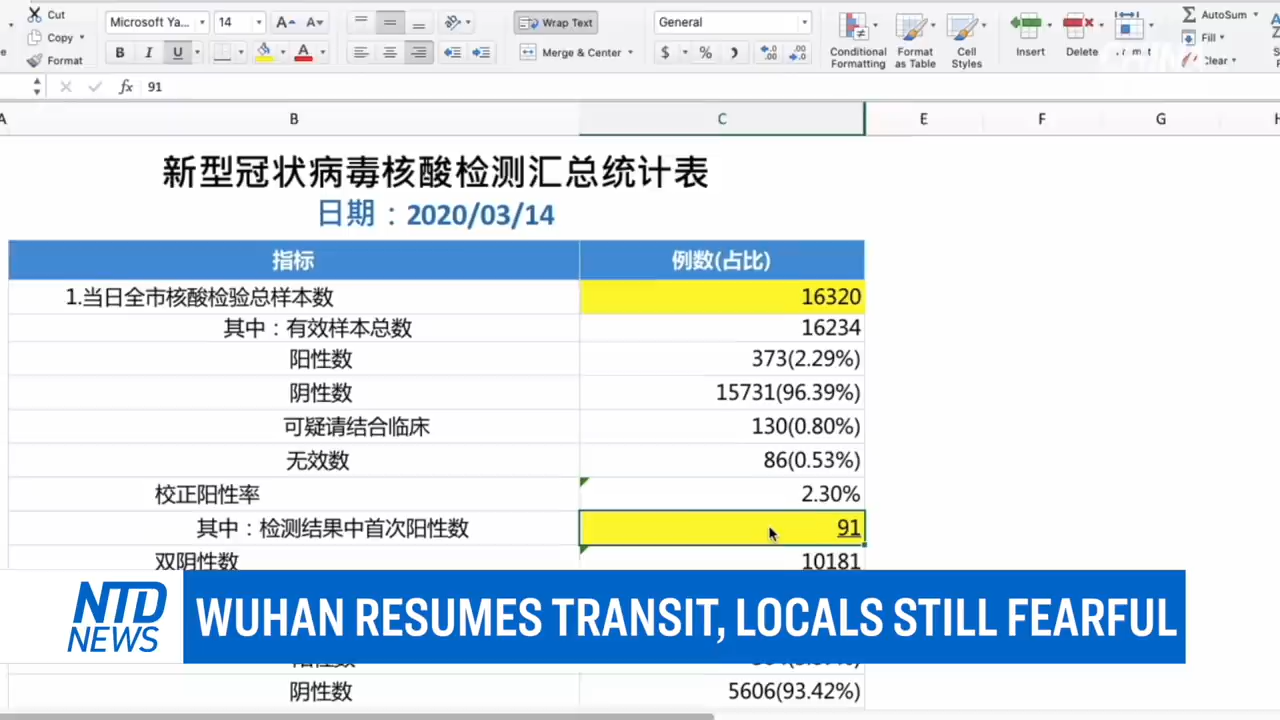 Cut
Microsoft Ya... 14 A A
Wrap Text
General
AutoSum
Copy
Fill
Format
B I U A
Merge & Center
$ % )
.0 .00
.00 .0
Conditional Formatting
Format as Table
Cell Styles
Insert
Delete
Clear
fx 91
A B C E F G H
新型冠状病毒核酸检测汇总统计表
日期：2020/03/14
指标 例数(占比)
1.当日全市核酸检验总样本数 16320
其中：有效样本总数 16234
阳性数 373(2.29%)
阴性数 15731(96.39%)
可疑请结合临床 130(0.80%)
无效数 86(0.53%)
校正阳性率 2.30%
其中：检测结果中首次阳性数 91
双阴性数 10181
NTD NEWS
WUHAN RESUMES TRANSIT, LOCALS STILL FEARFUL
阴性数 5606(93.42%)